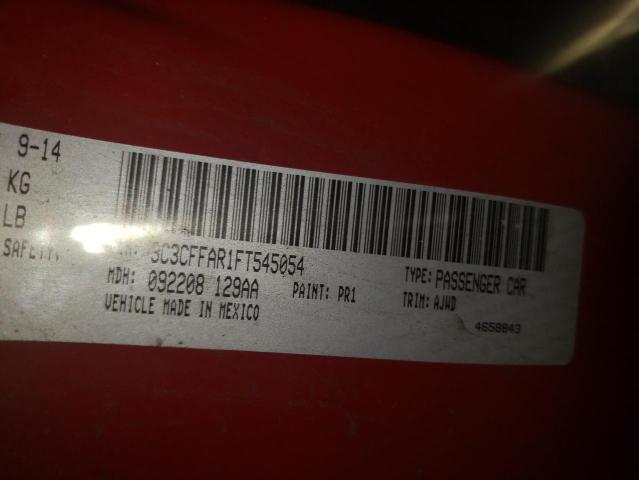 9-14
KG
LB
SAFETY,
3C3CFFAR1FT545054 TYPE: PASSENGER CAR
MDH: 092208 129AA PAINT: PR1 TRIM: AJWD
VEHICLE MADE IN MEXICO 4658843